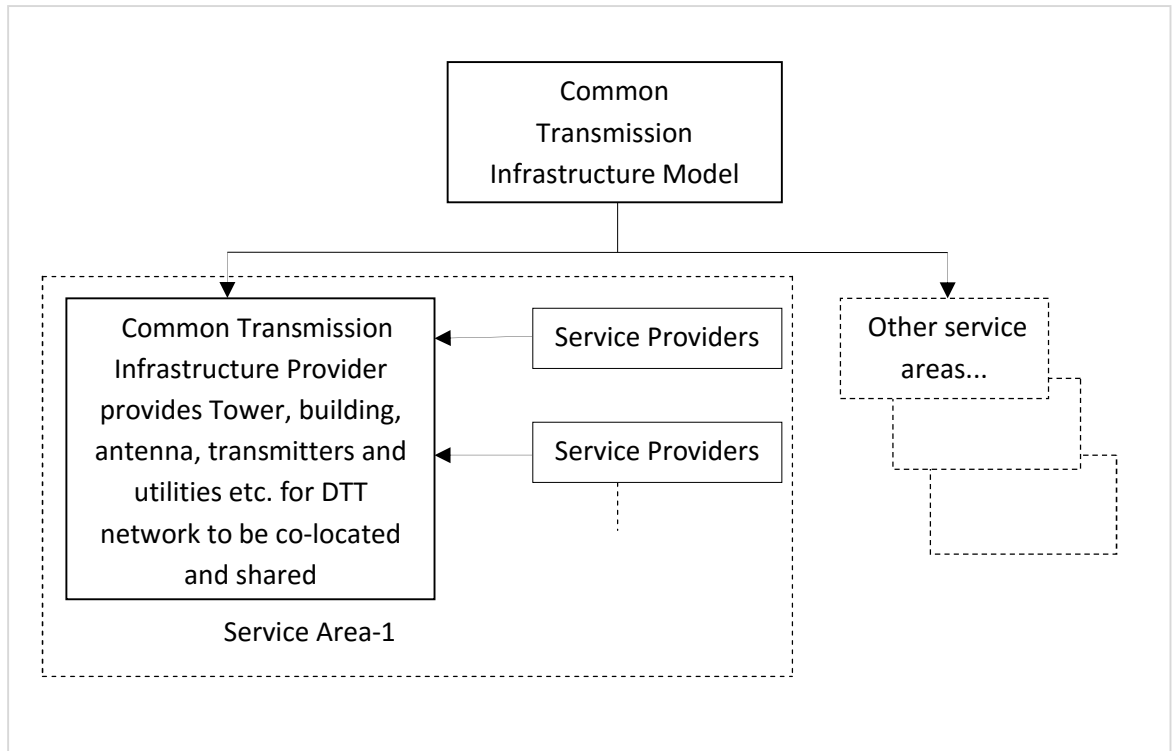 Common
Transmission
Infrastructure Model
Common Transmission
Infrastructure Provider
provides Tower, building,
antenna, transmitters and
utilities etc. for DTT
network to be co-located
and shared
Service Providers
Service Providers
Service Area-1
Other service
areas...